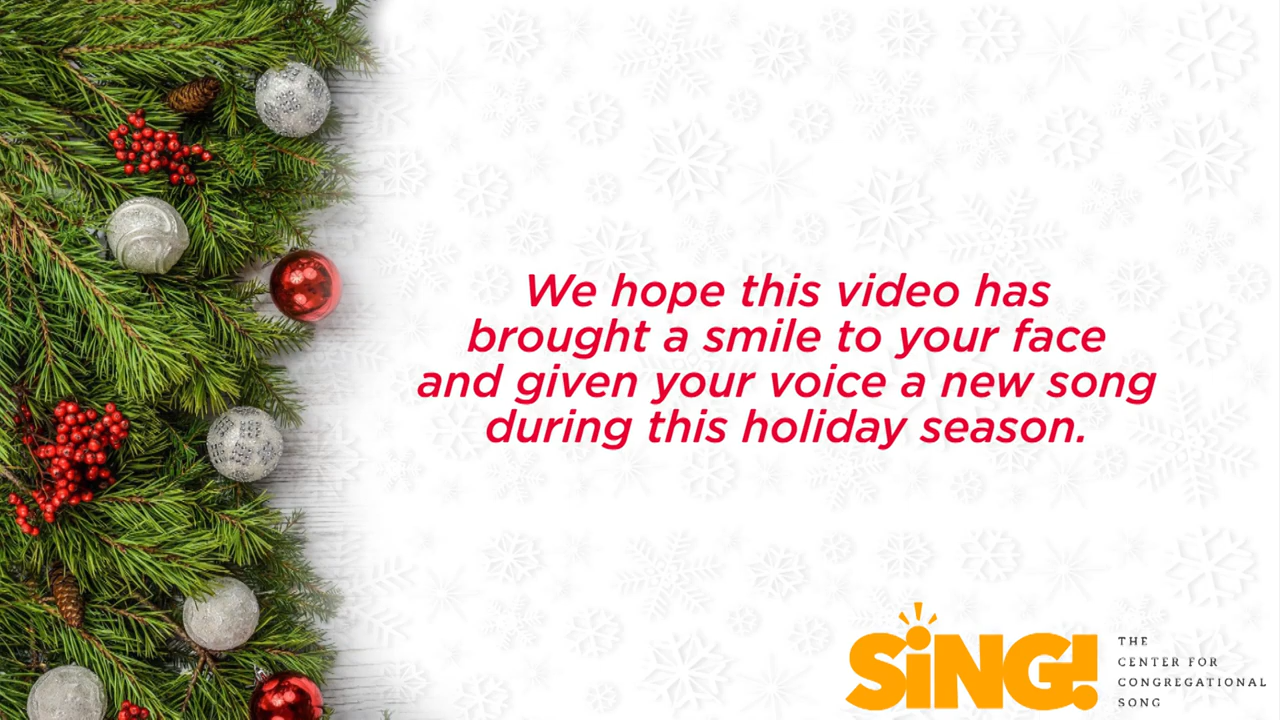 We hope this video has
brought a smile to your face
and given your voice a new song
during this holiday season.
SiNG!
THE
CENTER FOR
CONGREGATIONAL
SONG